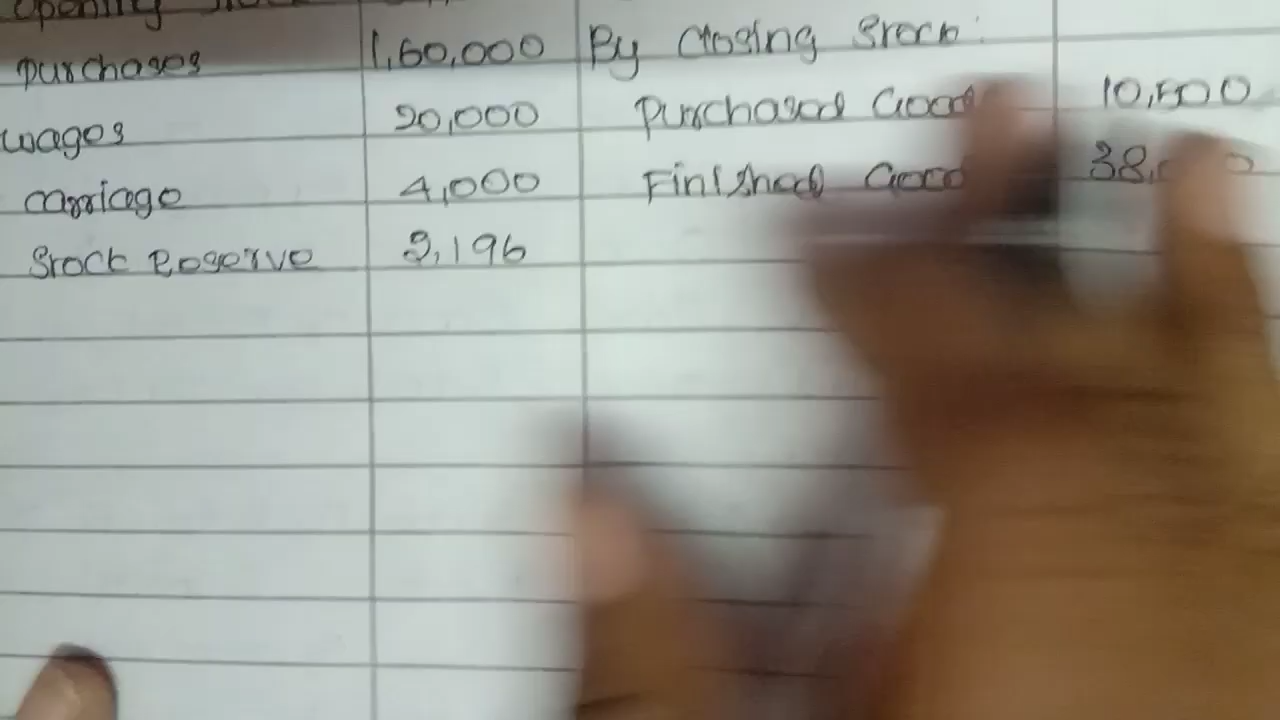 Opening
Purchases 1,60,000 By Closing Stock:
Wages 20,000 Purchased Good 10,500
Carriage 4,000 Finished Good
Stock Reserve 2,196